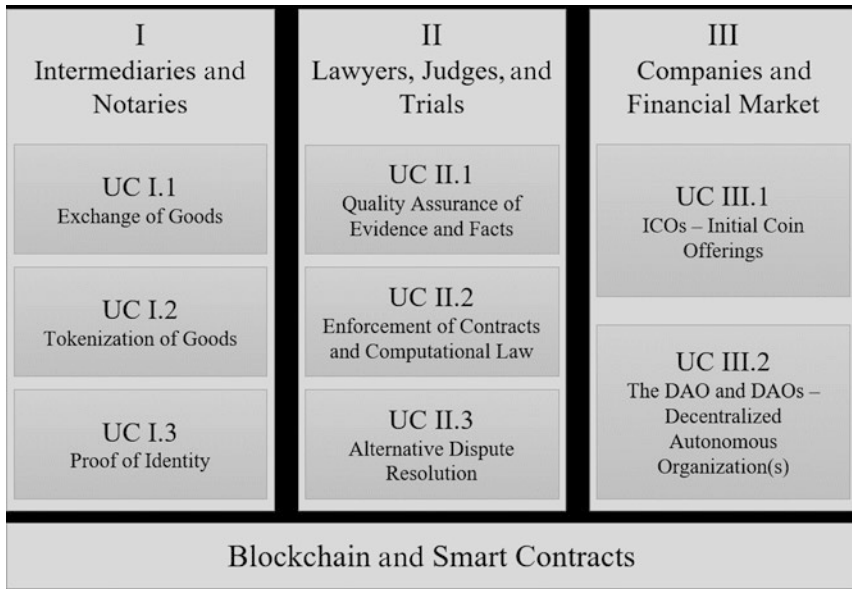 I
Intermediaries and
Notaries
UC I.1
Exchange of Goods
UC I.2
Tokenization of Goods
UC I.3
Proof of Identity
II
Lawyers, Judges, and
Trials
UC II.1
Quality Assurance of
Evidence and Facts
UC II.2
Enforcement of Contracts
and Computational Law
UC II.3
Alternative Dispute
Resolution
III
Companies and
Financial Market
UC III.1
ICOs – Initial Coin
Offerings
UC III.2
The DAO and DAOs –
Decentralized
Autonomous
Organization(s)
Blockchain and Smart Contracts